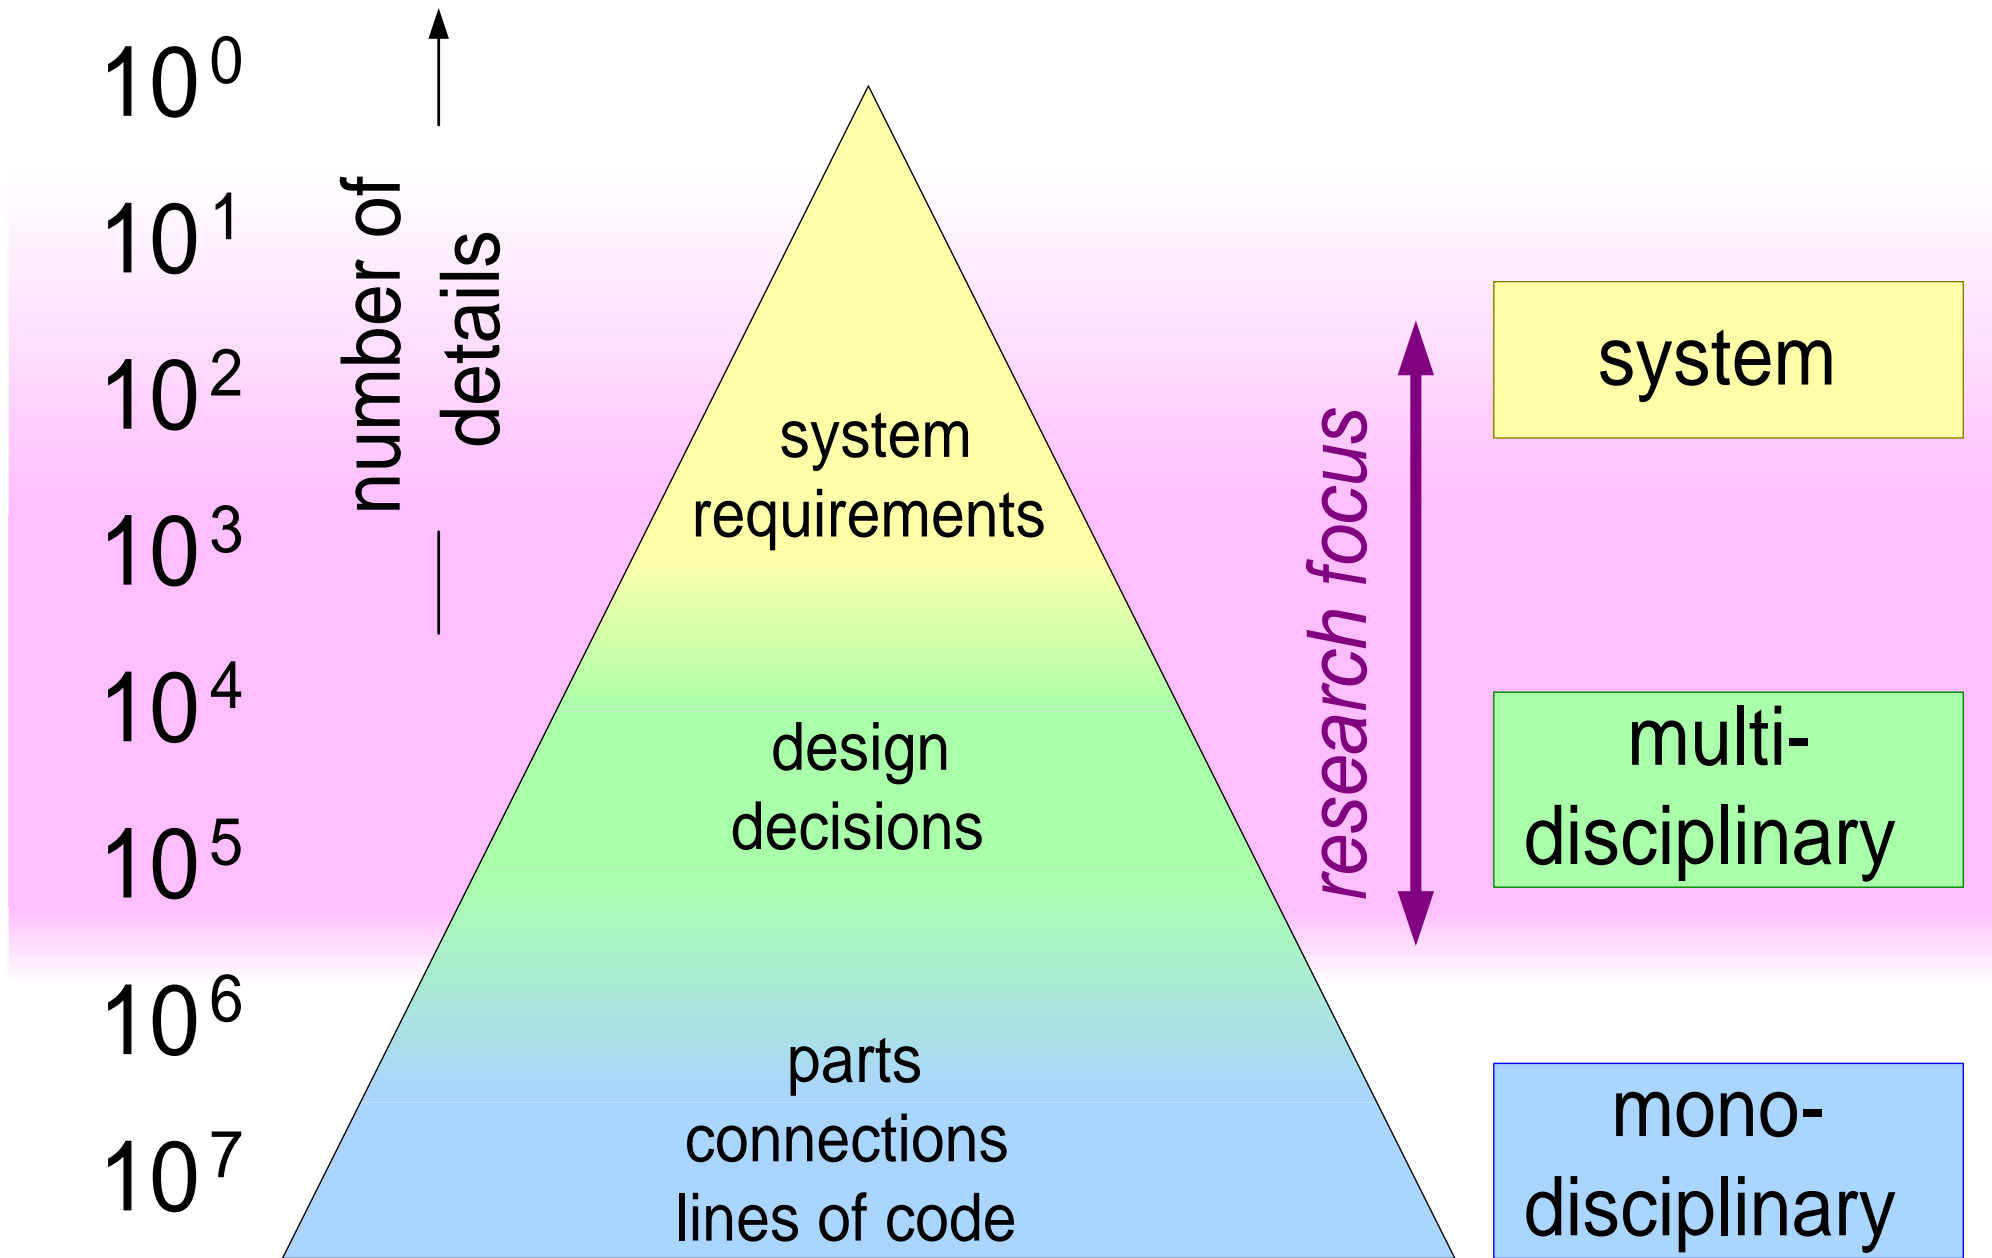 10⁰
10¹
10²
10³
10⁴
10⁵
10⁶
10⁷
number of
details
system
requirements
design
decisions
parts
connections
lines of code
research focus
system
multi-
disciplinary
mono-
disciplinary